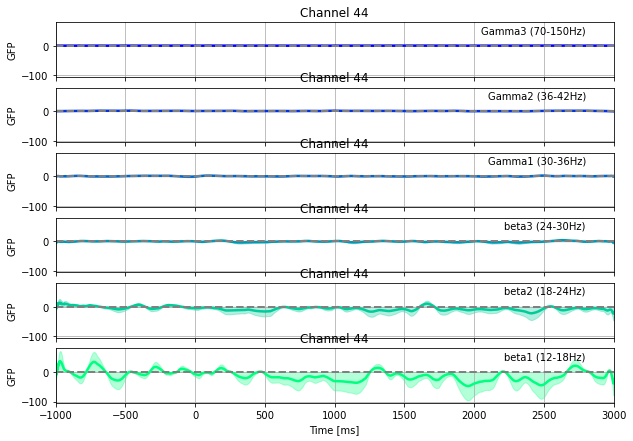 Channel 44
GFP
0
−100
Gamma3 (70-150Hz)
Channel 44
GFP
0
−100
Gamma2 (36-42Hz)
Channel 44
GFP
0
−100
Gamma1 (30-36Hz)
Channel 44
GFP
0
−100
beta3 (24-30Hz)
Channel 44
GFP
0
−100
beta2 (18-24Hz)
Channel 44
GFP
0
−100
beta1 (12-18Hz)
−1000 −500 0 500 1000 1500 2000 2500 3000
Time [ms]